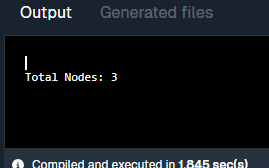 Output Generated files
Total Nodes: 3
Compiled and executed in 1.845 sec(s)